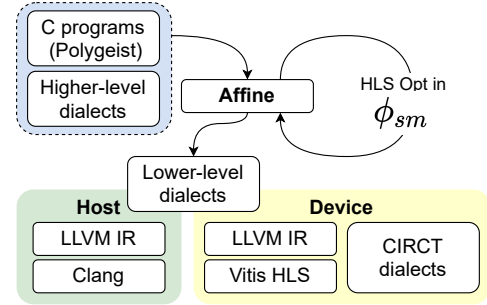 C programs
(Polygeist)
Higher-level
dialects
Affine
HLS Opt in
ϕsm
Lower-level
dialects
Host
LLVM IR
Clang
Device
LLVM IR
Vitis HLS
CIRCT
dialects